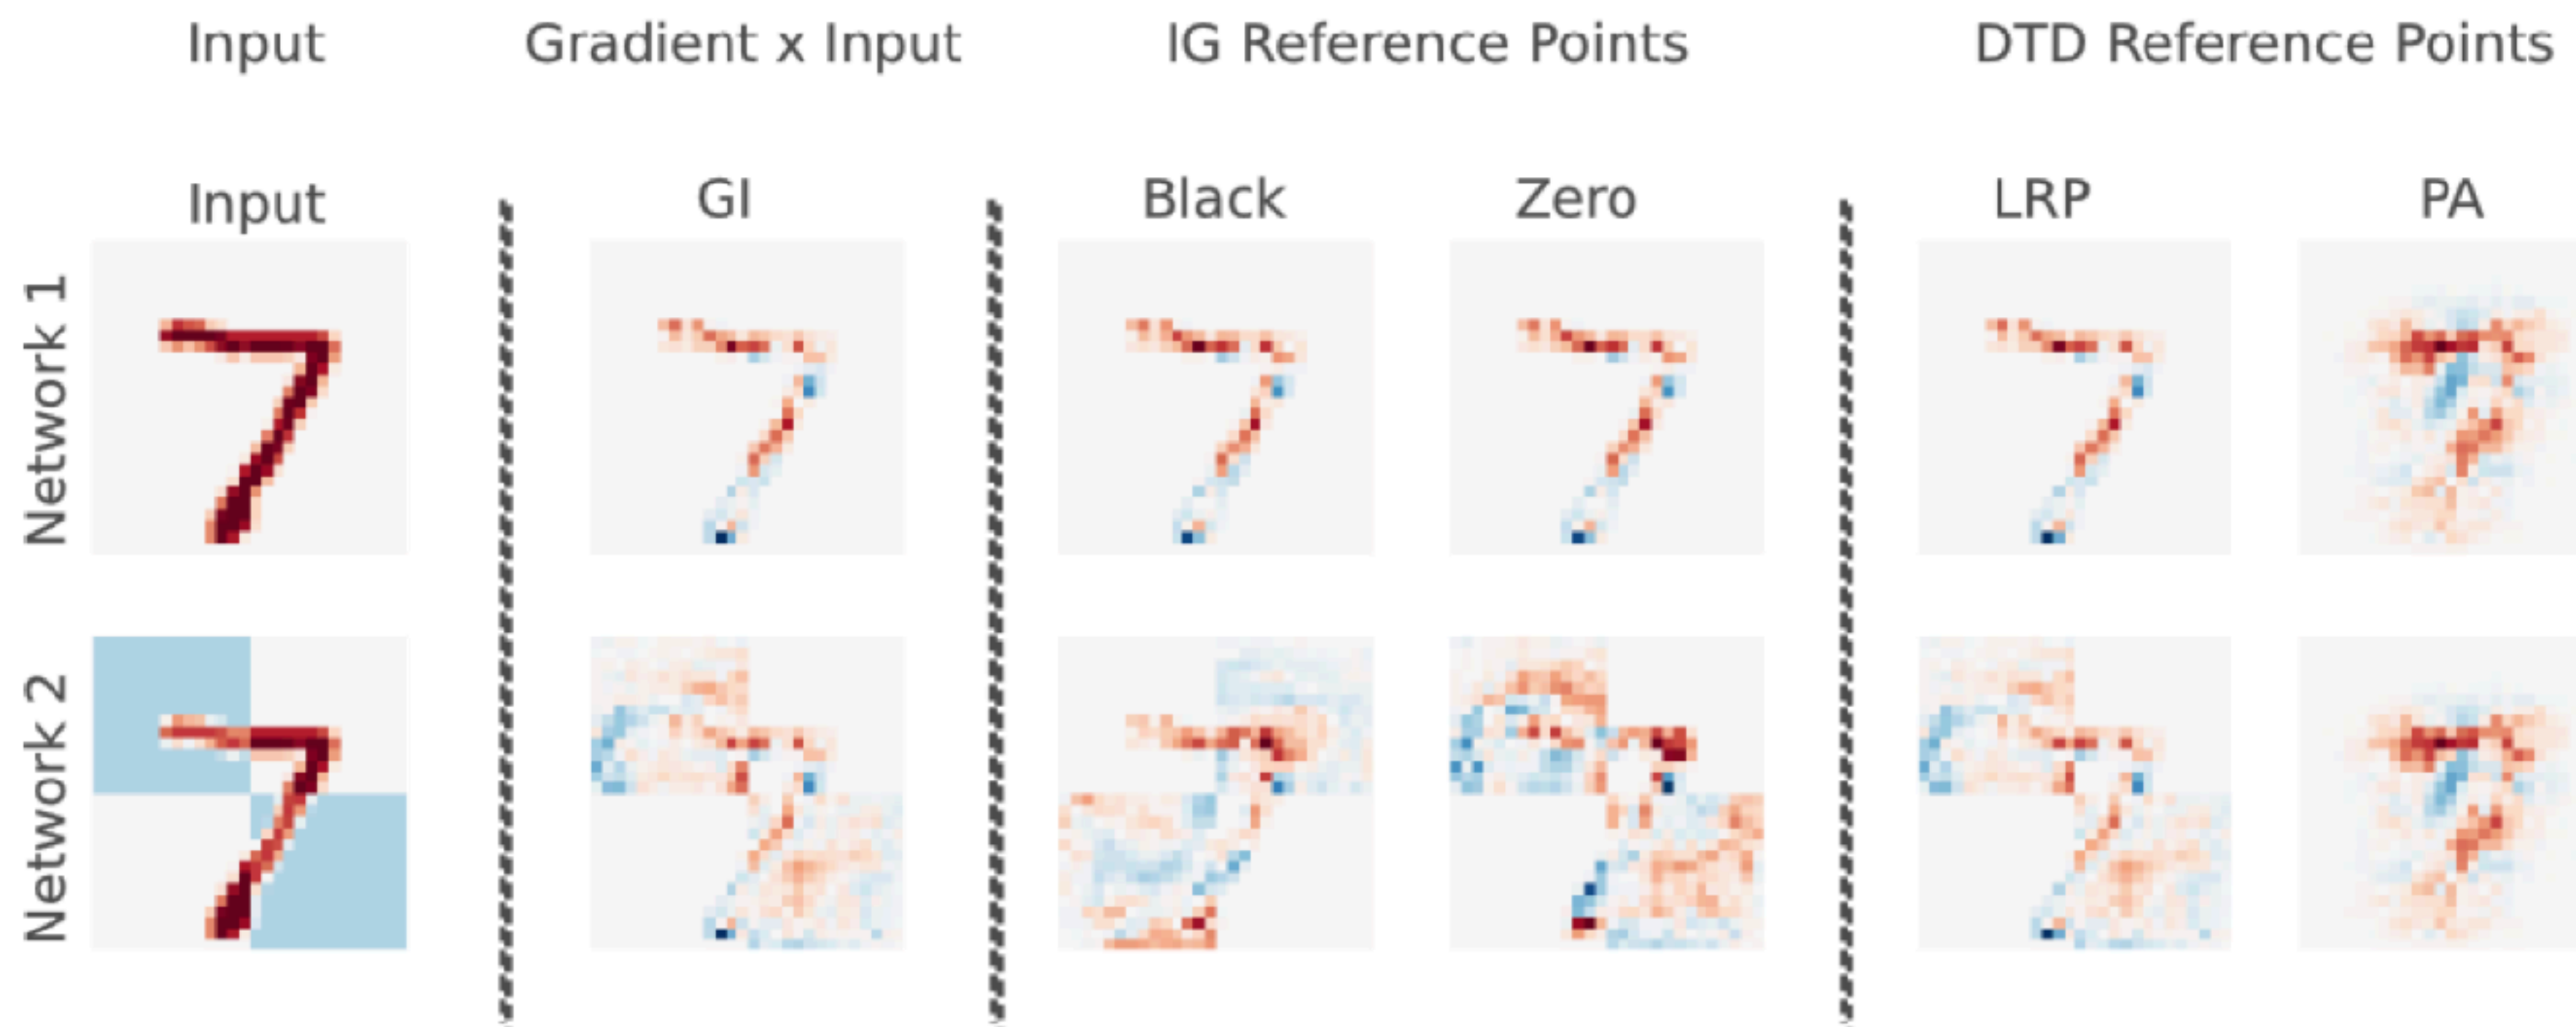 Input Gradient x Input IG Reference Points DTD Reference Points
Input GI Black Zero LRP PA
Network 1
Network 2